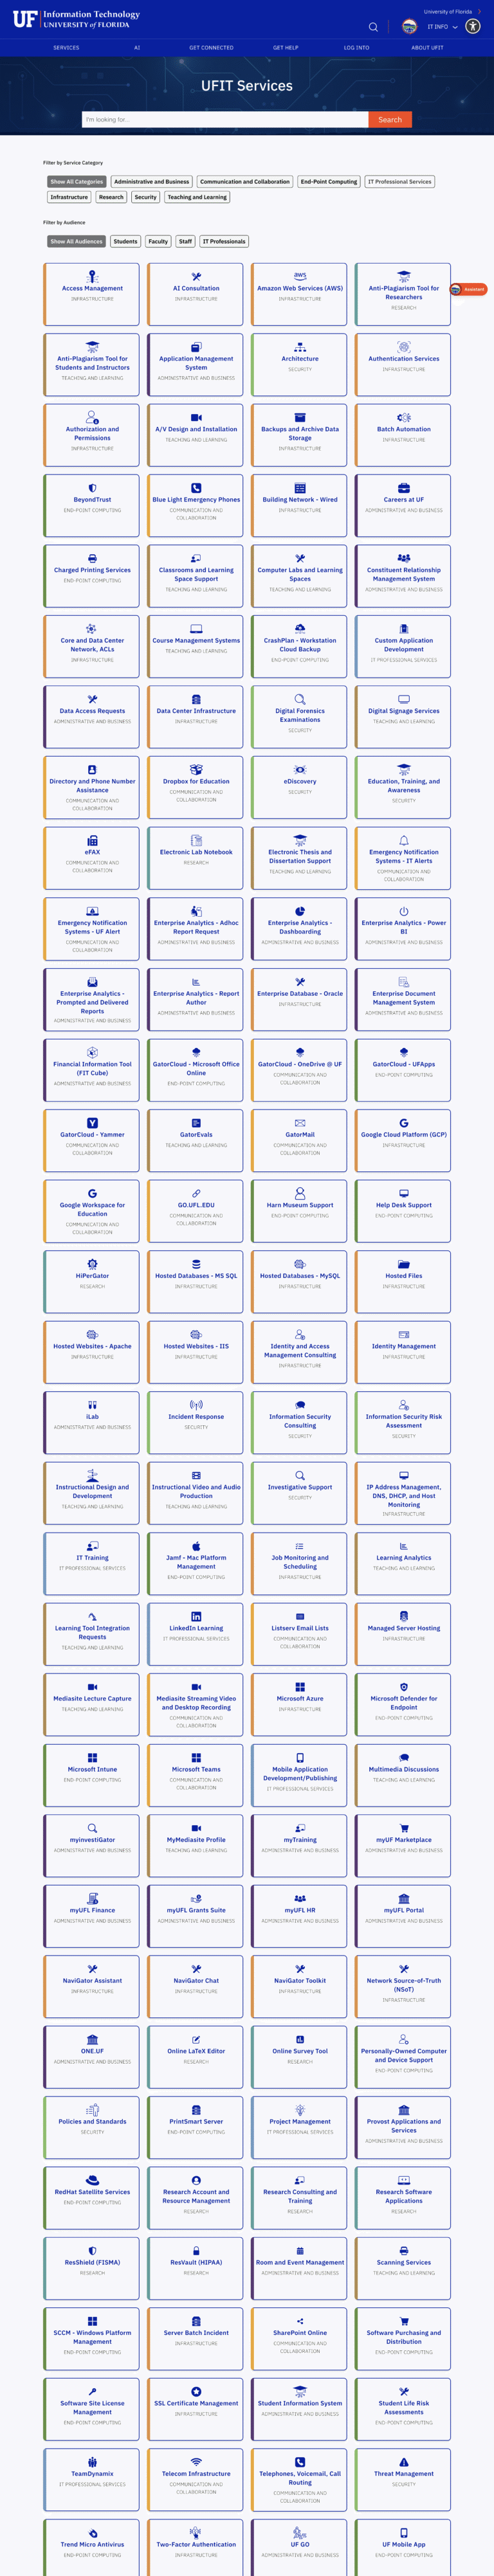 University of Florida
UF Information Technology
UNIVERSITY of FLORIDA
IT INFO
SERVICES AI GET CONNECTED GET HELP LOG INTO ABOUT UFIT
UFIT Services
I'm looking for... Search
Filter by Service Category
Show All Categories Administrative and Business Communication and Collaboration End-Point Computing IT Professional Services
Infrastructure Research Security Teaching and Learning
Filter by Audience
Show All Audiences Students Faculty Staff IT Professionals
Assistant
Access Management
INFRASTRUCTURE
AI Consultation
INFRASTRUCTURE
aws
Amazon Web Services (AWS)
INFRASTRUCTURE
Anti-Plagiarism Tool for
Researchers
RESEARCH
Anti-Plagiarism Tool for
Students and Instructors
TEACHING AND LEARNING
Application Management
System
ADMINISTRATIVE AND BUSINESS
Architecture
SECURITY
Authentication Services
INFRASTRUCTURE
Authorization and
Permissions
INFRASTRUCTURE
A/V Design and Installation
TEACHING AND LEARNING
Backups and Archive Data
Storage
INFRASTRUCTURE
Batch Automation
INFRASTRUCTURE
BeyondTrust
END-POINT COMPUTING
Blue Light Emergency Phones
COMMUNICATION AND
COLLABORATION
Building Network - Wired
INFRASTRUCTURE
Careers at UF
ADMINISTRATIVE AND BUSINESS
Charged Printing Services
END-POINT COMPUTING
Classrooms and Learning
Space Support
TEACHING AND LEARNING
Computer Labs and Learning
Spaces
TEACHING AND LEARNING
Constituent Relationship
Management System
ADMINISTRATIVE AND BUSINESS
Core and Data Center
Network, ACLs
INFRASTRUCTURE
Course Management Systems
TEACHING AND LEARNING
CrashPlan - Workstation
Cloud Backup
END-POINT COMPUTING
Custom Application
Development
IT PROFESSIONAL SERVICES
Data Access Requests
ADMINISTRATIVE AND BUSINESS
Data Center Infrastructure
INFRASTRUCTURE
Digital Forensics
Examinations
SECURITY
Digital Signage Services
TEACHING AND LEARNING
Directory and Phone Number
Assistance
COMMUNICATION AND
COLLABORATION
Dropbox for Education
COMMUNICATION AND
COLLABORATION
eDiscovery
SECURITY
Education, Training, and
Awareness
SECURITY
eFAX
COMMUNICATION AND
COLLABORATION
Electronic Lab Notebook
RESEARCH
Electronic Thesis and
Dissertation Support
TEACHING AND LEARNING
Emergency Notification
Systems - IT Alerts
COMMUNICATION AND
COLLABORATION
Emergency Notification
Systems - UF Alert
COMMUNICATION AND
COLLABORATION
Enterprise Analytics - Adhoc
Report Request
ADMINISTRATIVE AND BUSINESS
Enterprise Analytics -
Dashboarding
ADMINISTRATIVE AND BUSINESS
Enterprise Analytics - Power
BI
ADMINISTRATIVE AND BUSINESS
Enterprise Analytics -
Prompted and Delivered
Reports
ADMINISTRATIVE AND BUSINESS
Enterprise Analytics - Report
Author
ADMINISTRATIVE AND BUSINESS
Enterprise Database - Oracle
INFRASTRUCTURE
Enterprise Document
Management System
ADMINISTRATIVE AND BUSINESS
Financial Information Tool
(FIT Cube)
ADMINISTRATIVE AND BUSINESS
GatorCloud - Microsoft Office
Online
END-POINT COMPUTING
GatorCloud - OneDrive @ UF
COMMUNICATION AND
COLLABORATION
GatorCloud - UFApps
END-POINT COMPUTING
GatorCloud - Yammer
COMMUNICATION AND
COLLABORATION
GatorEvals
TEACHING AND LEARNING
GatorMail
COMMUNICATION AND
COLLABORATION
Google Cloud Platform (GCP)
INFRASTRUCTURE
Google Workspace for
Education
COMMUNICATION AND
COLLABORATION
GO.UFL.EDU
COMMUNICATION AND
COLLABORATION
Harn Museum Support
END-POINT COMPUTING
Help Desk Support
END-POINT COMPUTING
HiPerGator
RESEARCH
Hosted Databases - MS SQL
INFRASTRUCTURE
Hosted Databases - MySQL
INFRASTRUCTURE
Hosted Files
INFRASTRUCTURE
Hosted Websites - Apache
INFRASTRUCTURE
Hosted Websites - IIS
INFRASTRUCTURE
Identity and Access
Management Consulting
INFRASTRUCTURE
Identity Management
INFRASTRUCTURE
iLab
ADMINISTRATIVE AND BUSINESS
Incident Response
SECURITY
Information Security
Consulting
SECURITY
Information Security Risk
Assessment
SECURITY
Instructional Design and
Development
TEACHING AND LEARNING
Instructional Video and Audio
Production
TEACHING AND LEARNING
Investigative Support
SECURITY
IP Address Management,
DNS, DHCP, and Host
Monitoring
INFRASTRUCTURE
IT Training
IT PROFESSIONAL SERVICES
Jamf - Mac Platform
Management
END-POINT COMPUTING
Job Monitoring and
Scheduling
INFRASTRUCTURE
Learning Analytics
TEACHING AND LEARNING
Learning Tool Integration
Requests
TEACHING AND LEARNING
LinkedIn Learning
IT PROFESSIONAL SERVICES
Listserv Email Lists
COMMUNICATION AND
COLLABORATION
Managed Server Hosting
INFRASTRUCTURE
Mediasite Lecture Capture
TEACHING AND LEARNING
Mediasite Streaming Video
and Desktop Recording
COMMUNICATION AND
COLLABORATION
Microsoft Azure
INFRASTRUCTURE
Microsoft Defender for
Endpoint
END-POINT COMPUTING
Microsoft Intune
END-POINT COMPUTING
Microsoft Teams
COMMUNICATION AND
COLLABORATION
Mobile Application
Development/Publishing
IT PROFESSIONAL SERVICES
Multimedia Discussions
TEACHING AND LEARNING
myinvestiGator
ADMINISTRATIVE AND BUSINESS
MyMediasite Profile
TEACHING AND LEARNING
myTraining
ADMINISTRATIVE AND BUSINESS
myUF Marketplace
ADMINISTRATIVE AND BUSINESS
myUFL Finance
ADMINISTRATIVE AND BUSINESS
myUFL Grants Suite
ADMINISTRATIVE AND BUSINESS
myUFL HR
ADMINISTRATIVE AND BUSINESS
myUFL Portal
ADMINISTRATIVE AND BUSINESS
NaviGator Assistant
INFRASTRUCTURE
NaviGator Chat
INFRASTRUCTURE
NaviGator Toolkit
INFRASTRUCTURE
Network Source-of-Truth
(NSoT)
INFRASTRUCTURE
ONE.UF
ADMINISTRATIVE AND BUSINESS
Online LaTeX Editor
RESEARCH
Online Survey Tool
RESEARCH
Personally-Owned Computer
and Device Support
END-POINT COMPUTING
Policies and Standards
SECURITY
PrintSmart Server
END-POINT COMPUTING
Project Management
IT PROFESSIONAL SERVICES
Provost Applications and
Services
ADMINISTRATIVE AND BUSINESS
RedHat Satellite Services
END-POINT COMPUTING
Research Account and
Resource Management
RESEARCH
Research Consulting and
Training
RESEARCH
Research Software
Applications
RESEARCH
ResShield (FISMA)
RESEARCH
ResVault (HIPAA)
RESEARCH
Room and Event Management
ADMINISTRATIVE AND BUSINESS
Scanning Services
TEACHING AND LEARNING
SCCM - Windows Platform
Management
END-POINT COMPUTING
Server Batch Incident
INFRASTRUCTURE
SharePoint Online
COMMUNICATION AND
COLLABORATION
Software Purchasing and
Distribution
END-POINT COMPUTING
Software Site License
Management
END-POINT COMPUTING
SSL Certificate Management
INFRASTRUCTURE
Student Information System
ADMINISTRATIVE AND BUSINESS
Student Life Risk
Assessments
END-POINT COMPUTING
TeamDynamix
IT PROFESSIONAL SERVICES
Telecom Infrastructure
COMMUNICATION AND
COLLABORATION
Telephones, Voicemail, Call
Routing
COMMUNICATION AND
COLLABORATION
Threat Management
SECURITY
Trend Micro Antivirus
END-POINT COMPUTING
Two-Factor Authentication
INFRASTRUCTURE
UF GO
ADMINISTRATIVE AND BUSINESS
UF Mobile App
END-POINT COMPUTING